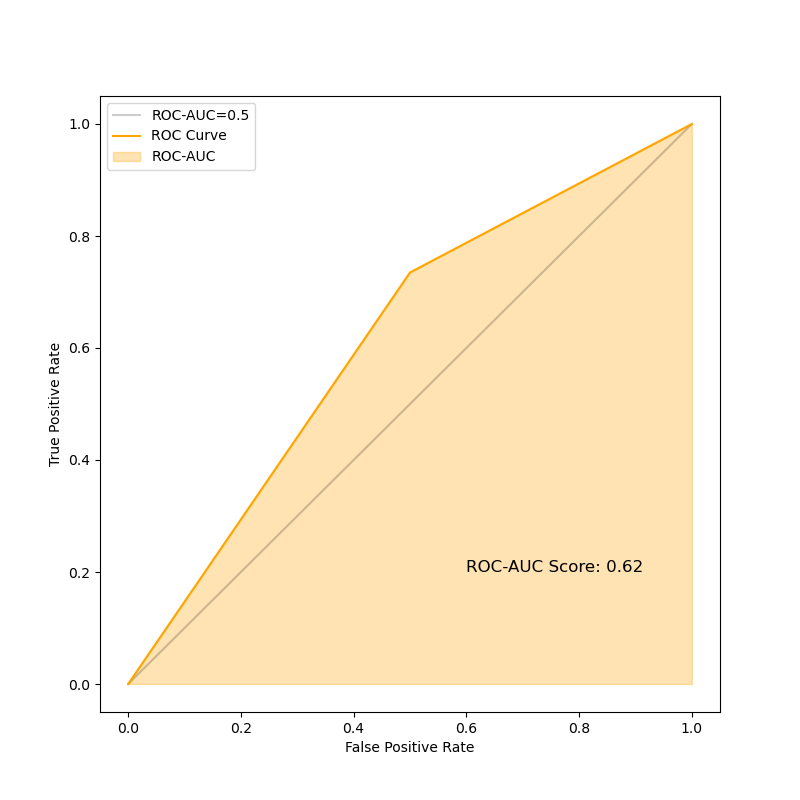 ROC-AUC=0.5
ROC Curve
ROC-AUC
1.0
0.8
0.6
0.4
0.2
0.0
True Positive Rate
ROC-AUC Score: 0.62
0.0 0.2 0.4 0.6 0.8 1.0
False Positive Rate